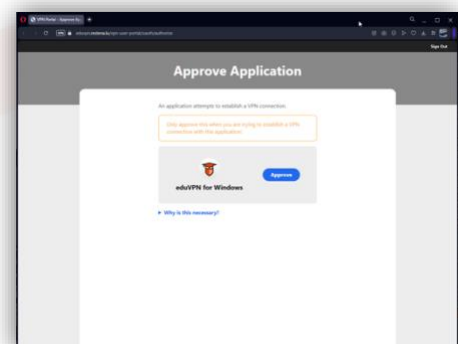 VPN Portal - Approve Ap...
Sign Out
Approve Application
An application attempts to establish a VPN connection.
Only approve this when you are trying to establish a VPN
connection with this application.
eduVPN for Windows
Approve
Why is this necessary?